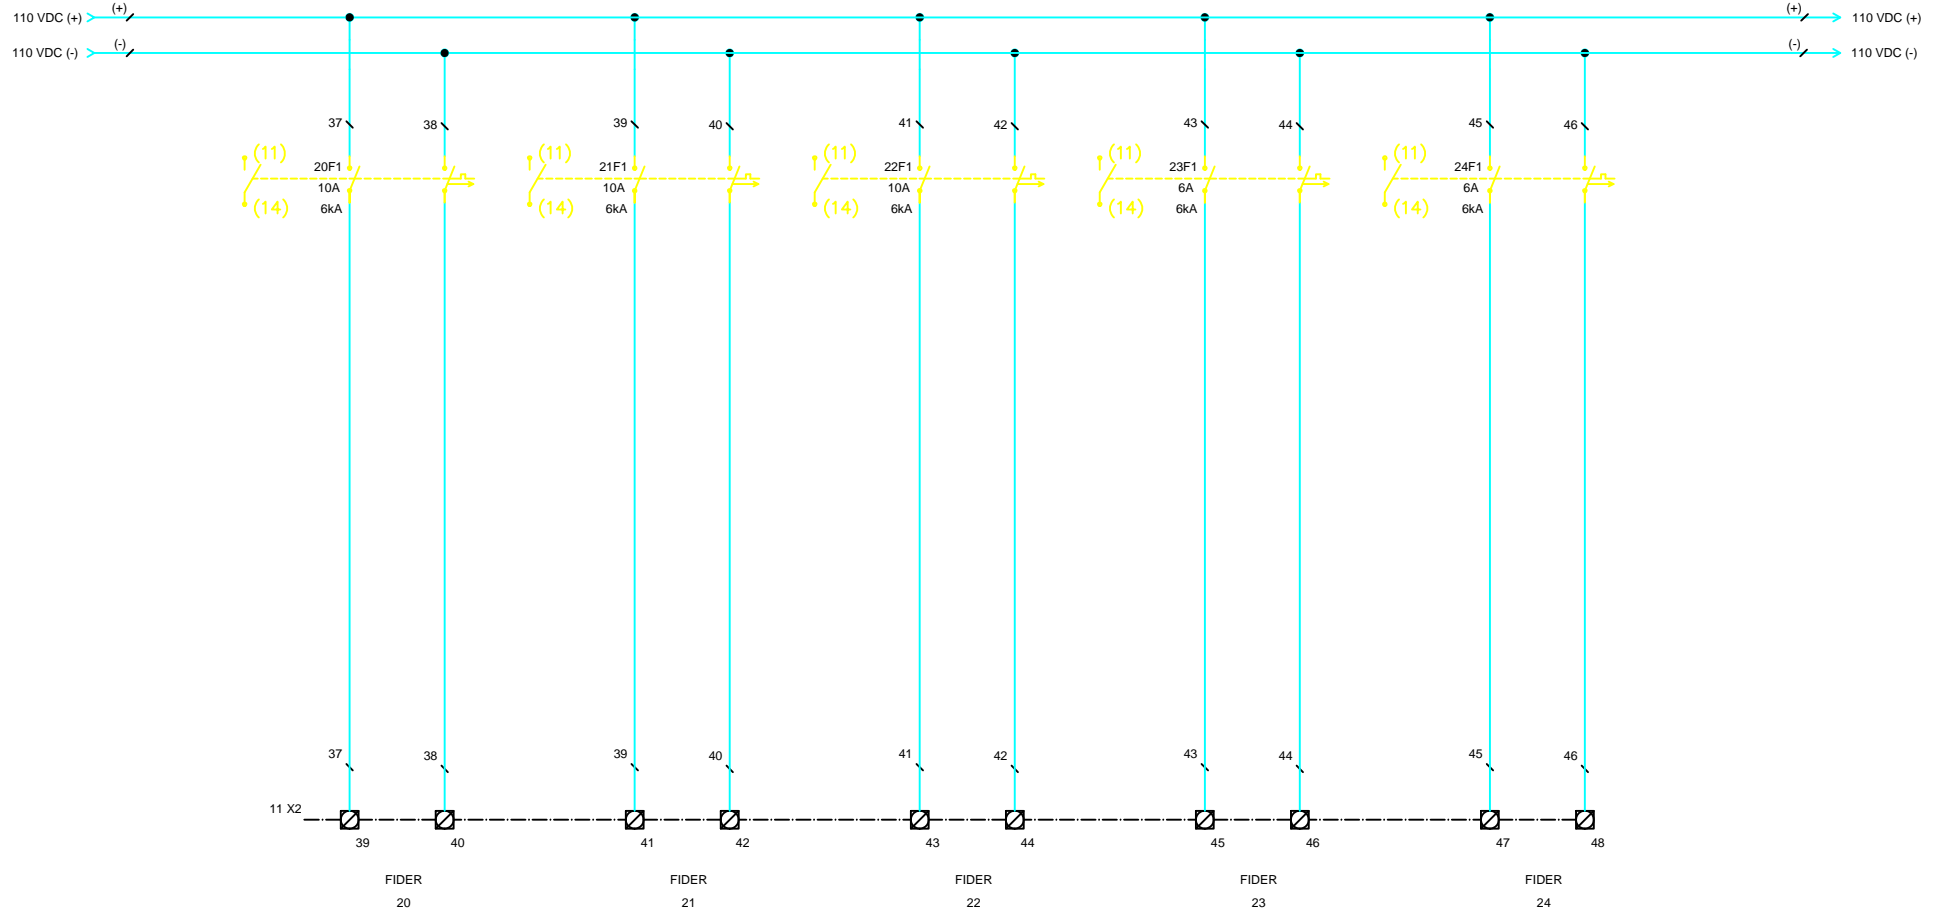 110 VDC (+) (+) (+) 110 VDC (+)
110 VDC (-) (-) (-) 110 VDC (-)
37 38 39 40 41 42 43 44 45 46
(11) 20F1 (11) 21F1 (11) 22F1 (11) 23F1 (11) 24F1
10A 10A 10A 6A 6A
(14) 6kA (14) 6kA (14) 6kA (14) 6kA (14) 6kA
37 38 39 40 41 42 43 44 45 46
11 X2
39 40 41 42 43 44 45 46 47 48
FIDER FIDER FIDER FIDER FIDER
20 21 22 23 24